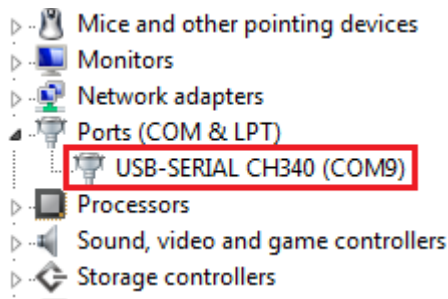 Mice and other pointing devices
Monitors
Network adapters
Ports (COM & LPT)
USB-SERIAL CH340 (COM9)
Processors
Sound, video and game controllers
Storage controllers